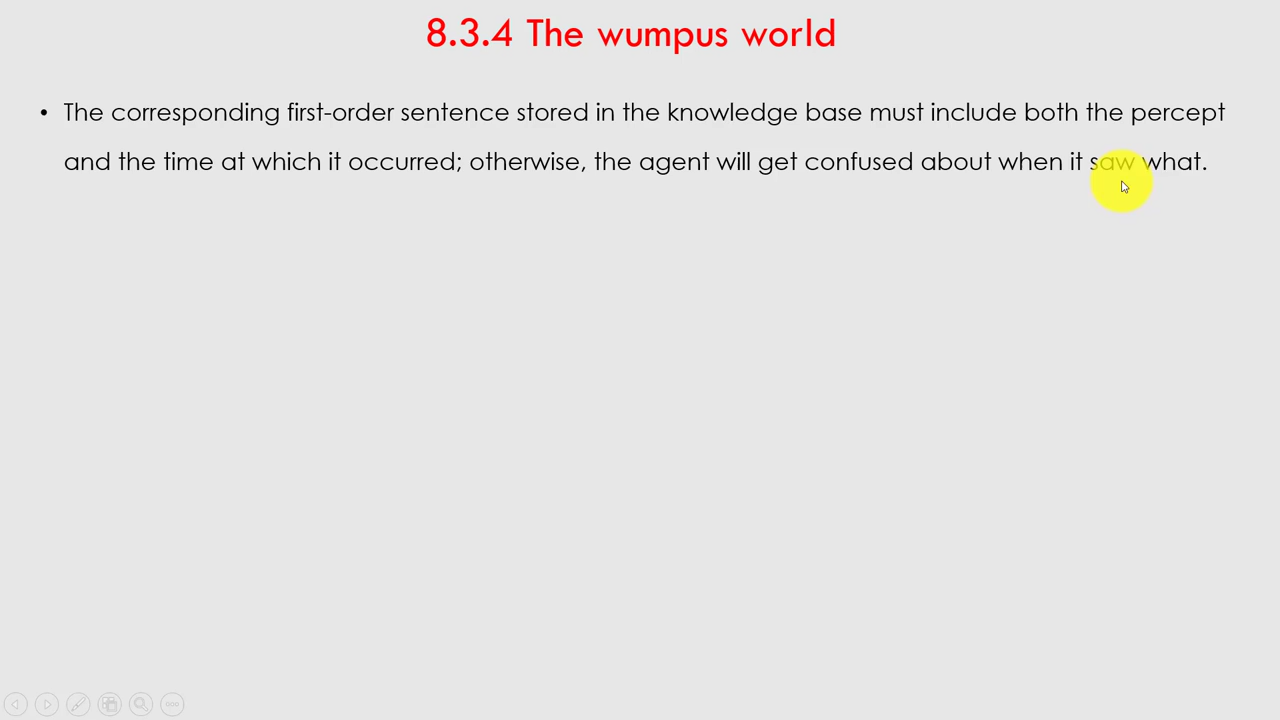 8.3.4 The wumpus world
• The corresponding first-order sentence stored in the knowledge base must include both the percept
and the time at which it occurred; otherwise, the agent will get confused about when it saw what.